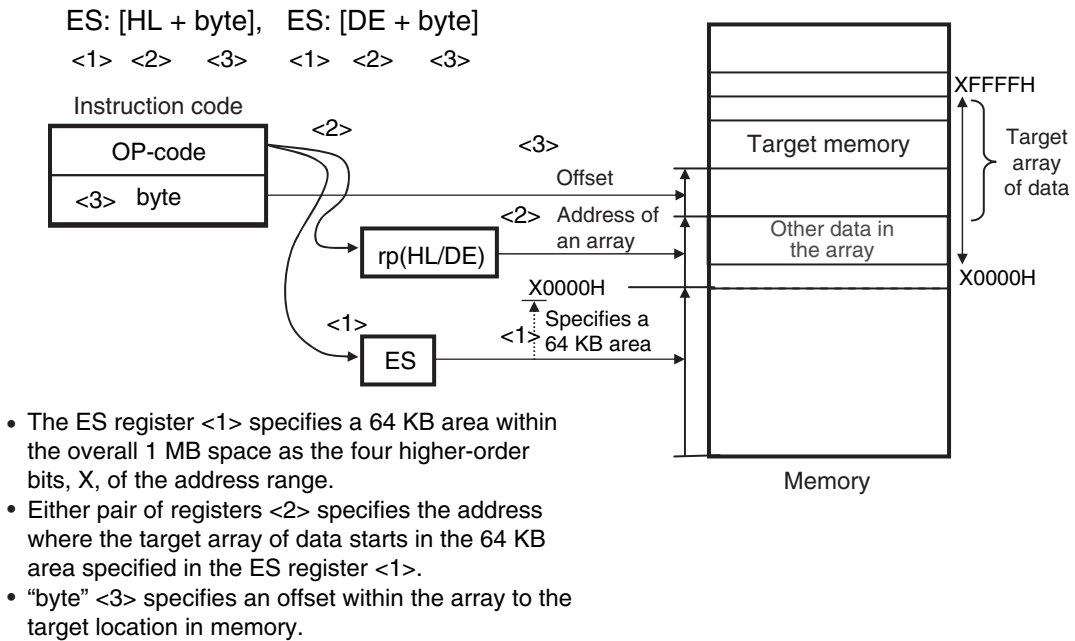 ES: [HL + byte], ES: [DE + byte]
<1> <2> <3> <1> <2> <3>
Instruction code
OP-code
<3> byte
<2>
<3>
Offset
<2> Address of
an array
rp(HL/DE)
X0000H
<1> Specifies a
64 KB area
<1>
ES
XFFFFH
Target memory
Target
array
of data
Other data in
the array
X0000H
Memory
• The ES register <1> specifies a 64 KB area within
the overall 1 MB space as the four higher-order
bits, X, of the address range.
• Either pair of registers <2> specifies the address
where the target array of data starts in the 64 KB
area specified in the ES register <1>.
• “byte” <3> specifies an offset within the array to the
target location in memory.